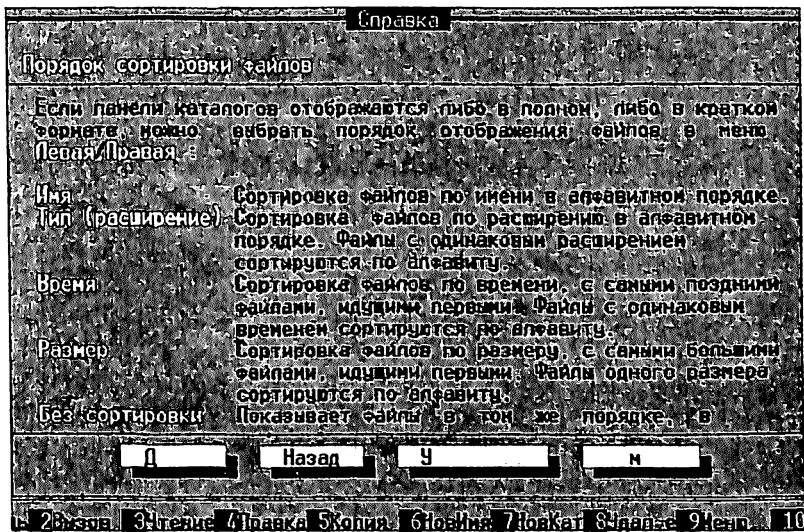 Справка
Порядок сортировки файлов
Если панели каталогов отображаются либо в полном, либо в краткой
формате, можно выбрать порядок отображения файлов в меню
Левая/Правая :
Имя Сортировка файлов по имени в алфавитном порядке.
Тип (расширение) Сортировка файлов по расширению в алфавитном
порядке. Файлы с одинаковым расширением
сортируются по алфавиту.
Время Сортировка файлов по времени, с самыми поздними
файлами, идущими первыми. Файлы с одинаковым
временем сортируются по алфавиту.
Размер Сортировка файлов по размеру, с самыми большими
файлами, идущими первыми. Файлы одного размера
сортируются по алфавиту.
Без сортировки Показывает файлы в том же порядке, в
Д Назад У м
2Вызов 3Чтение 4Правка 5Копия 6НовИмя 7НовКат 8Удал-е 9Меню 10